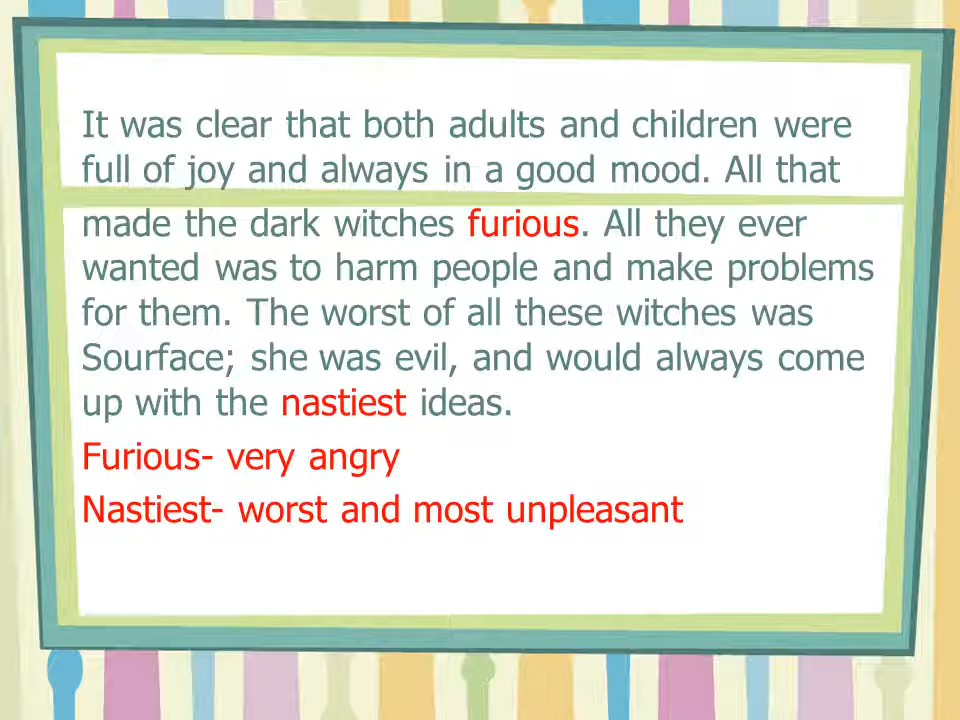 It was clear that both adults and children were
full of joy and always in a good mood. All that
made the dark witches furious. All they ever
wanted was to harm people and make problems
for them. The worst of all these witches was
Sourface; she was evil, and would always come
up with the nastiest ideas.
Furious- very angry
Nastiest- worst and most unpleasant